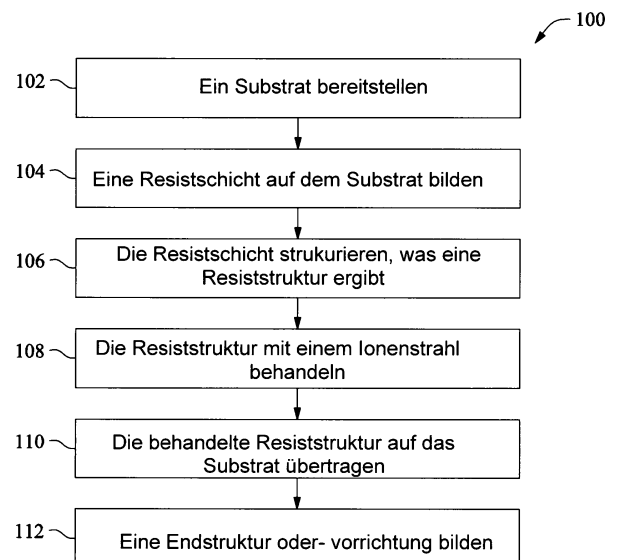 100
102 Ein Substrat bereitstellen
104 Eine Resistschicht auf dem Substrat bilden
106 Die Resistschicht strukurieren, was eine
Resiststruktur ergibt
108 Die Resiststruktur mit einem Ionenstrahl
behandeln
110 Die behandelte Resiststruktur auf das
Substrat übertragen
112 Eine Endstruktur oder- vorrichtung bilden